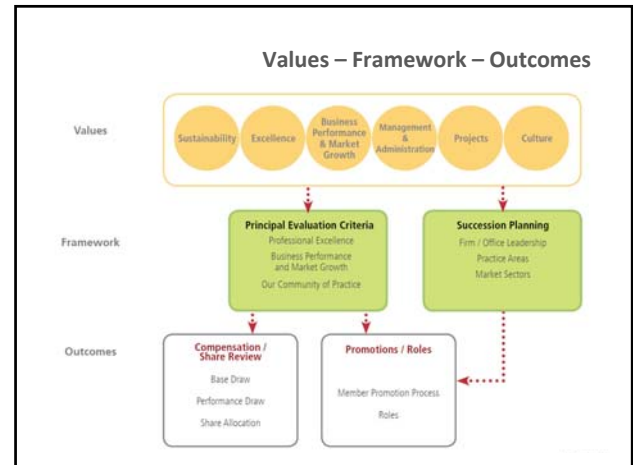 Values – Framework – Outcomes
Values
Sustainability
Excellence
Business
Performance
& Market
Growth
Management
&
Administration
Projects
Culture
Framework
Principal Evaluation Criteria
Professional Excellence
Business Performance
and Market Growth
Our Community of Practice
Succession Planning
Firm / Office Leadership
Practice Areas
Market Sectors
Outcomes
Compensation /
Share Review
Base Draw
Performance Draw
Share Allocation
Promotions / Roles
Member Promotion Process
Roles